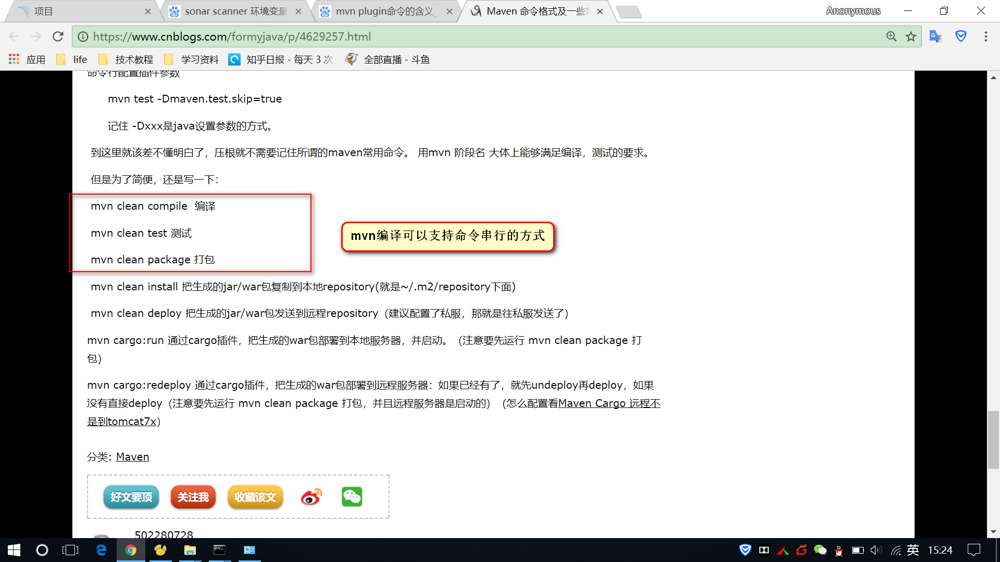 项目
sonar scanner 环境变量
mvn plugin命令的含义_
Maven 命令格式及一些常
Anonymous
https://www.cnblogs.com/formyjava/p/4629257.html
应用
life
技术教程
学习资料
知乎日报 - 每天 3 次
全部直播 - 斗鱼
命令行配置插件参数
mvn test -Dmaven.test.skip=true
记住 -Dxxx是java设置参数的方式。
到这里就该差不懂明白了，压根就不需要记住所谓的maven常用命令。 用mvn 阶段名 大体上能够满足编译，测试的要求。
但是为了简便，还是写一下：
mvn clean compile  编译
mvn clean test 测试
mvn编译可以支持命令串行的方式
mvn clean package 打包
mvn clean install 把生成的jar/war包复制到本地repository(就是~/.m2/repository下面)
mvn clean deploy 把生成的jar/war包发送到远程repository（建议配置了私服，那就是往私服发送了）
mvn cargo:run 通过cargo插件，把生成的war包部署到本地服务器，并启动。（注意要先运行 mvn clean package 打
包）
mvn cargo:redeploy 通过cargo插件，把生成的war包部署到远程服务器：如果已经有了，就先undeploy再deploy，如果
没有直接deploy（注意要先运行 mvn clean package 打包，并且远程服务器是启动的）（怎么配置看Maven Cargo 远程不
是到tomcat7x）
分类: Maven
好文要顶
关注我
收藏该文
502280728
英
15:24